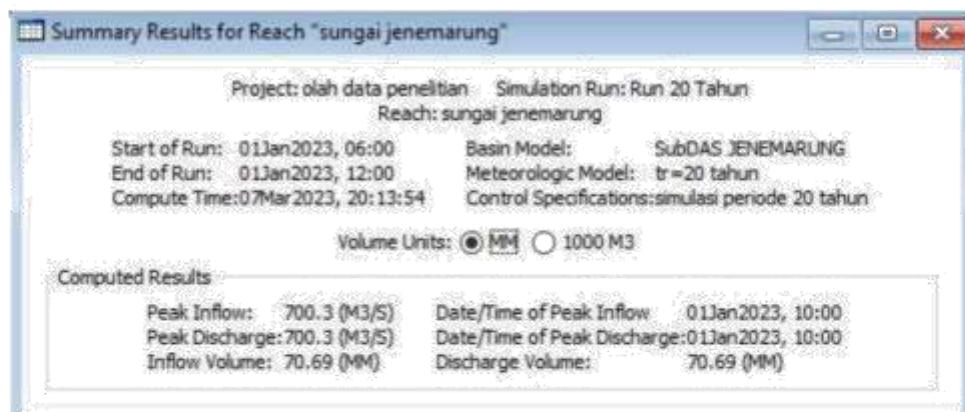 Summary Results for Reach "sungai jenemarung"
Project: olah data penelitian Simulation Run: Run 20 Tahun
Reach: sungai jenemarung
Start of Run: 01Jan2023, 06:00 Basin Model: SubDAS JENEMARUNG
End of Run: 01Jan2023, 12:00 Meteorologic Model: tr=20 tahun
Compute Time:07Mar2023, 20:13:54 Control Specifications:simulasi periode 20 tahun
Volume Units: MM 1000 M3
Computed Results
Peak Inflow: 700.3 (M3/S) Date/Time of Peak Inflow 01Jan2023, 10:00
Peak Discharge:700.3 (M3/S) Date/Time of Peak Discharge:01Jan2023, 10:00
Inflow Volume: 70.69 (MM) Discharge Volume: 70.69 (MM)